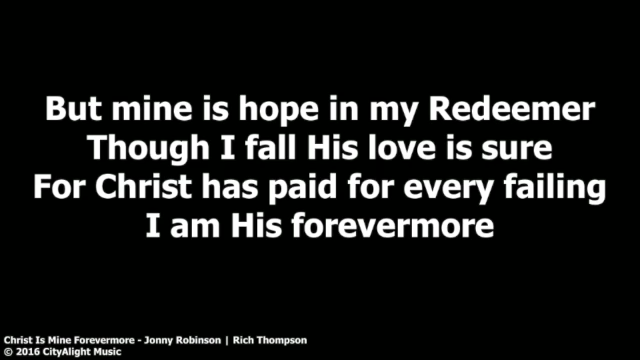 But mine is hope in my Redeemer
Though I fall His love is sure
For Christ has paid for every failing
I am His forevermore
Christ Is Mine Forevermore - Jonny Robinson | Rich Thompson
© 2016 CityAlight Music